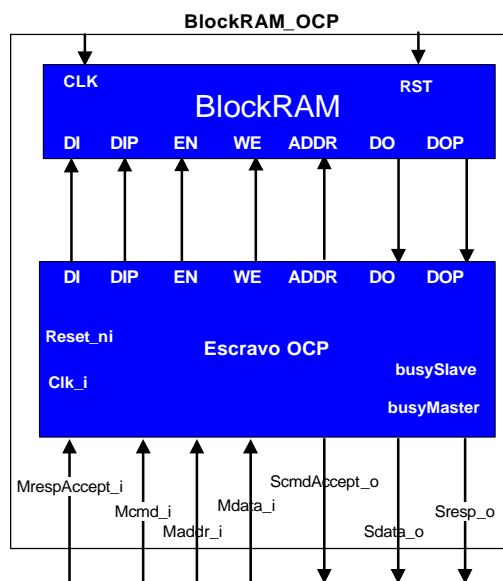 BlockRAM_OCP
CLK RST
BlockRAM
DI DIP EN WE ADDR DO DOP
DI DIP EN WE ADDR DO DOP
Reset_ni
Escravo OCP
busySlave
Clk_i
busyMaster
MrespAccept_i
ScmdAccept_o
Mcmd_i
Mdata_i
Sresp_o
Maddr_i
Sdata_o